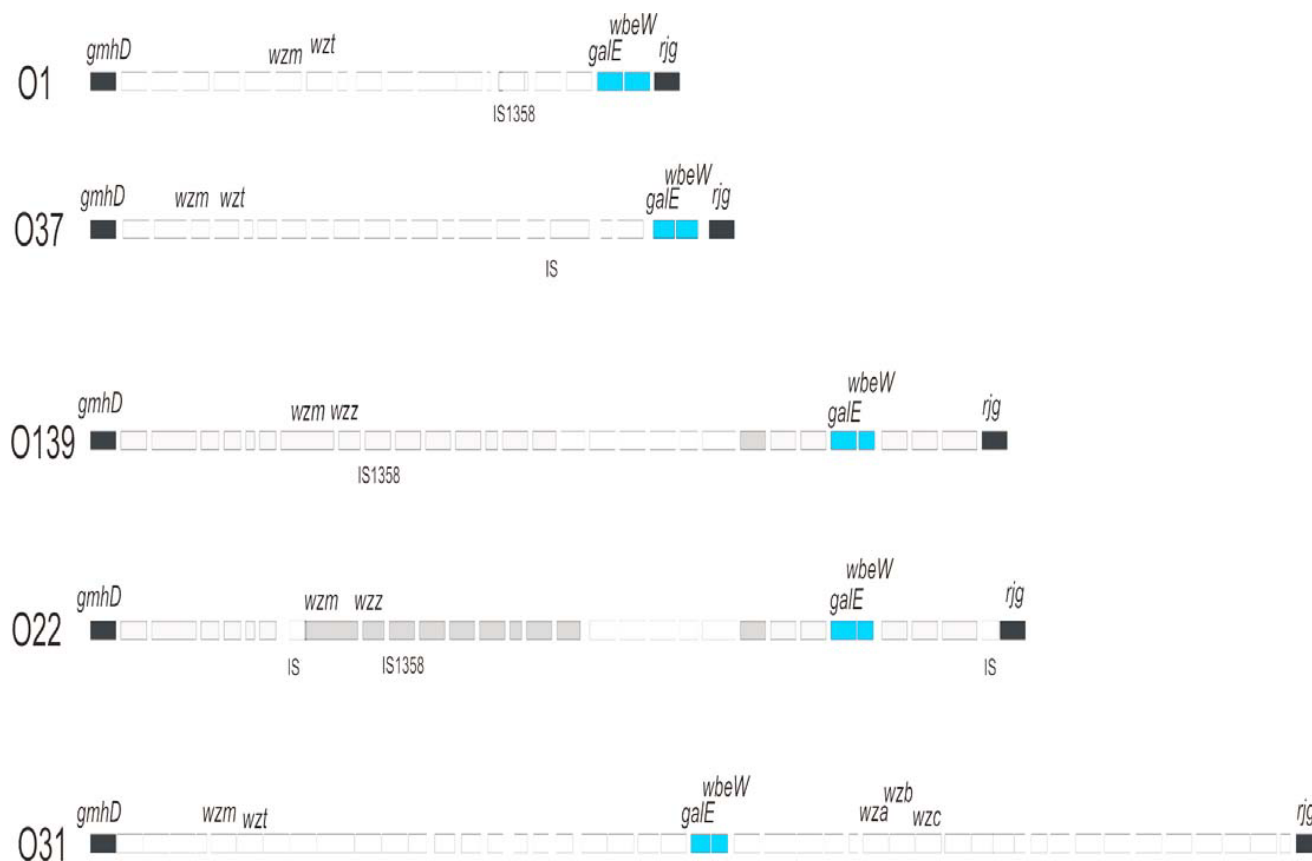 wbeW
gmhD wzm wzt galE rjg
O1
IS1358
wbeW
gmhD wzm wzt galE rjg
O37
IS
wbeW
gmhD wzm wzz galE rjg
O139
IS1358
wbeW
gmhD wzm wzz galE rjg
O22
IS IS1358 IS
wbeW wzb
gmhD wzm wzt galE wza wzc rjg
O31